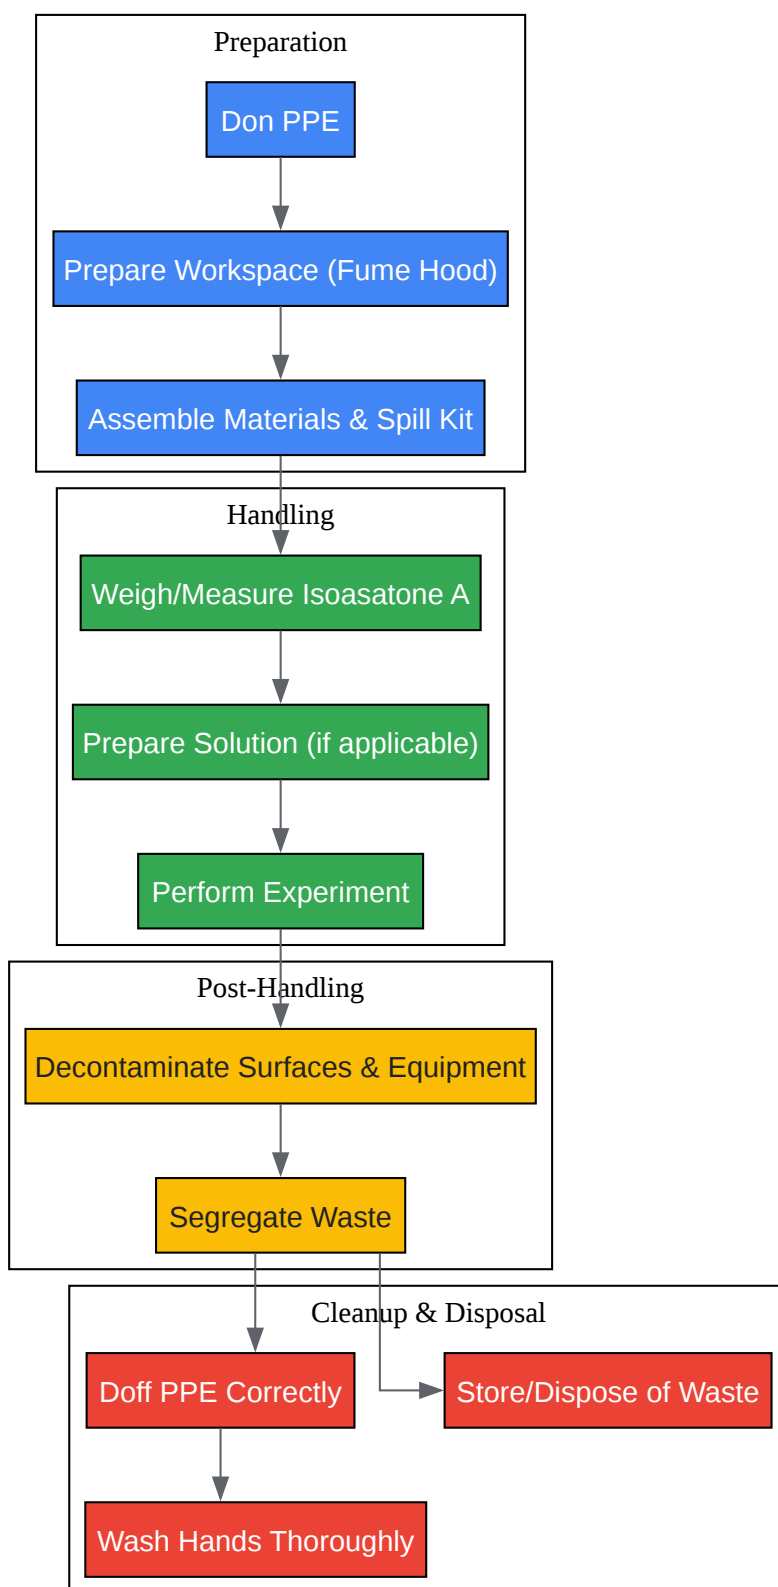 Preparation
Don PPE
Prepare Workspace (Fume Hood)
Assemble Materials & Spill Kit
Handling
Weigh/Measure Isoasatone A
Prepare Solution (if applicable)
Perform Experiment
Post-Handling
Decontaminate Surfaces & Equipment
Segregate Waste
Cleanup & Disposal
Doff PPE Correctly
Store/Dispose of Waste
Wash Hands Thoroughly